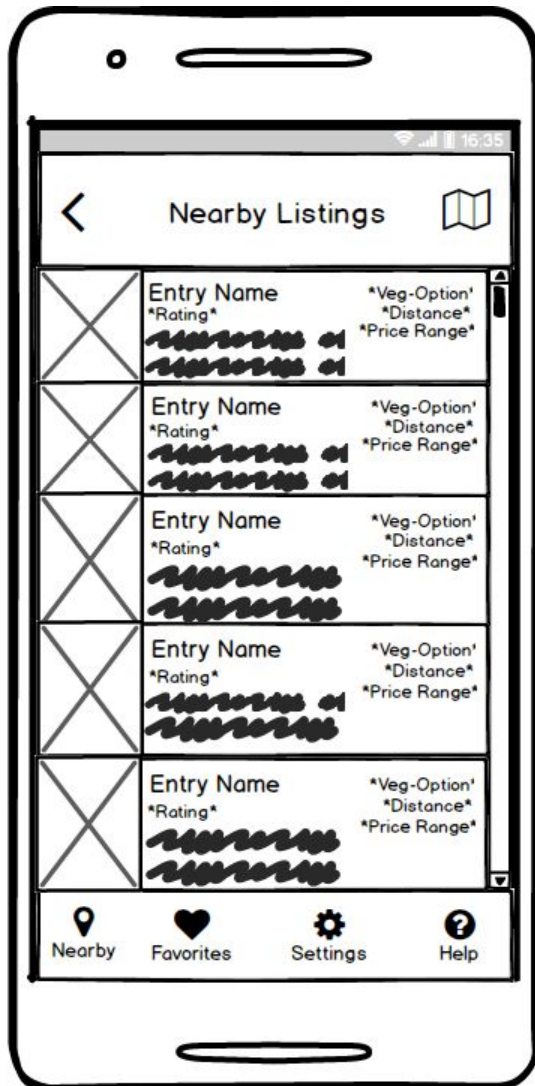 16:35
Nearby Listings
Entry Name
*Rating*
*Veg-Option*
*Distance*
*Price Range*
Entry Name
*Rating*
*Veg-Option*
*Distance*
*Price Range*
Entry Name
*Rating*
*Veg-Option*
*Distance*
*Price Range*
Entry Name
*Rating*
*Veg-Option*
*Distance*
*Price Range*
Entry Name
*Rating*
*Veg-Option*
*Distance*
*Price Range*
Nearby Favorites Settings Help